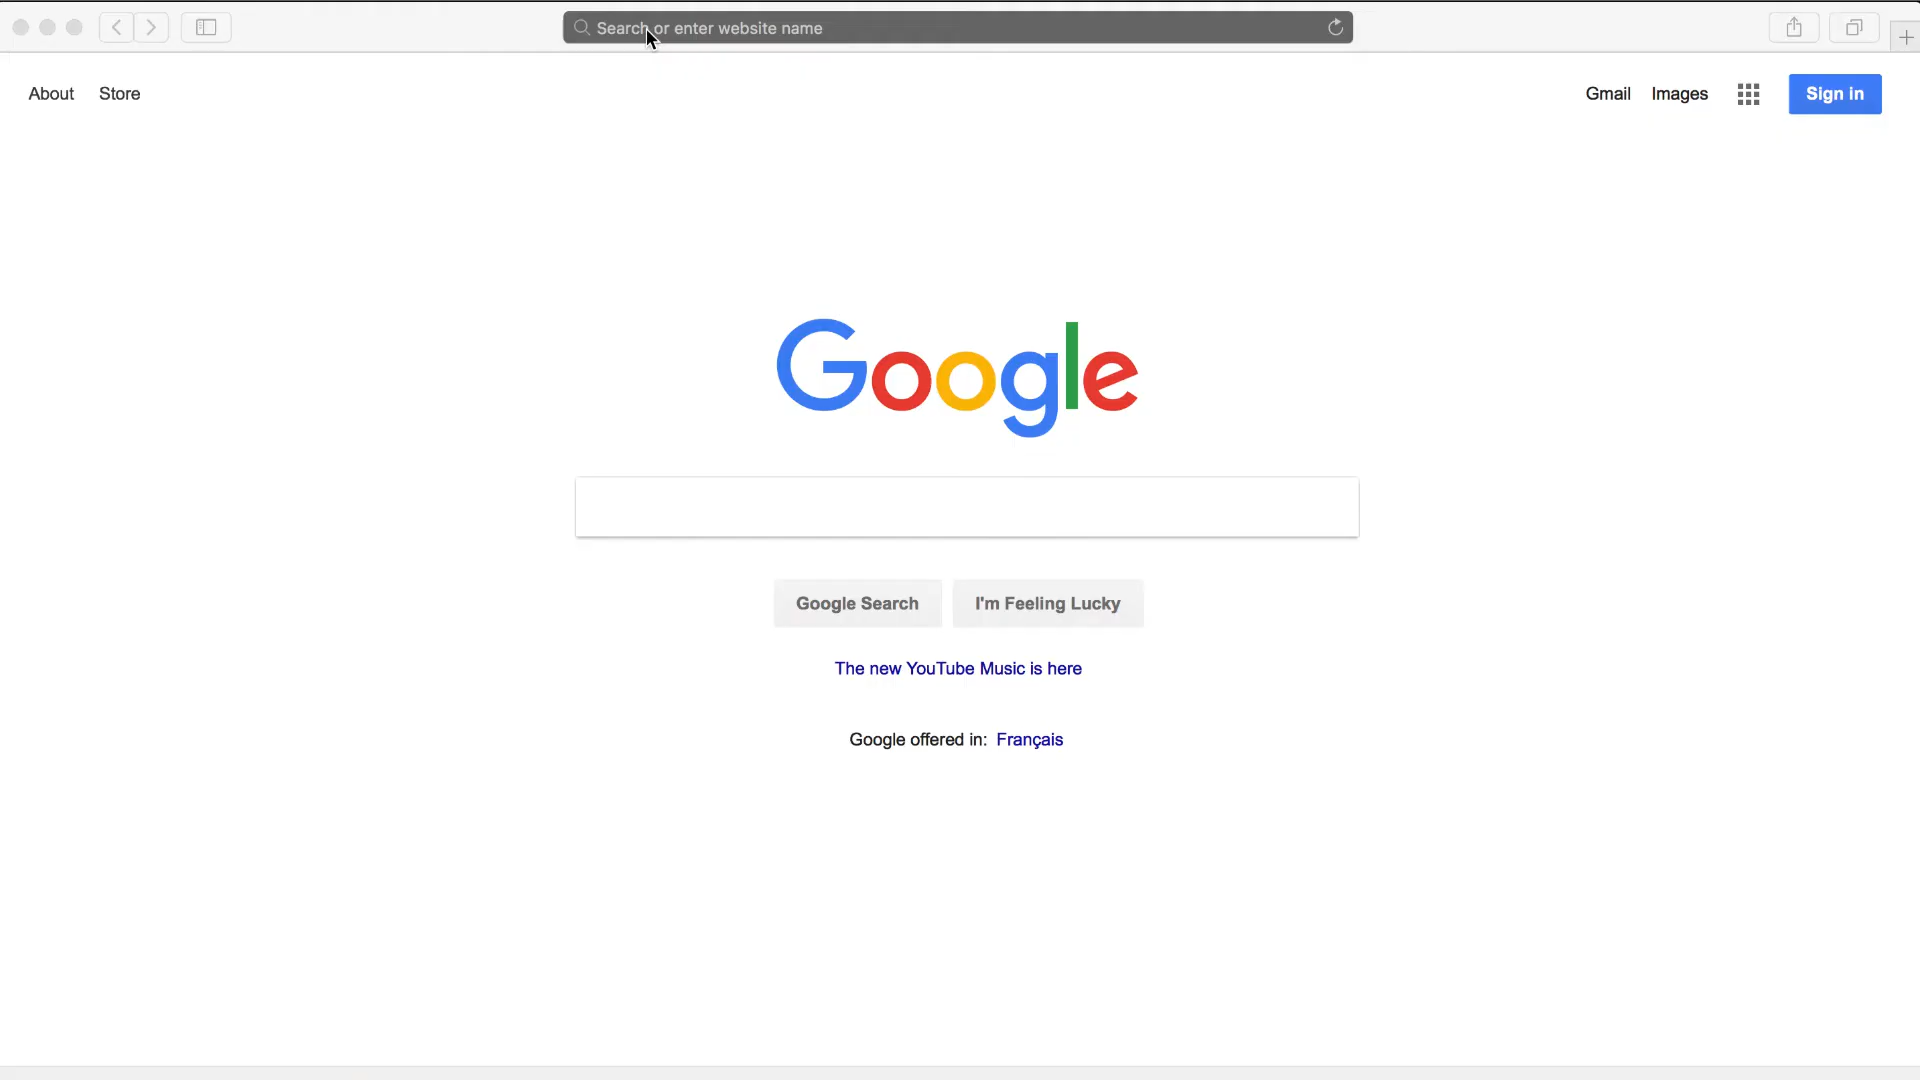 Search or enter website name
About Store
Gmail Images Sign in
Google
Google Search I'm Feeling Lucky
The new YouTube Music is here
Google offered in: Français